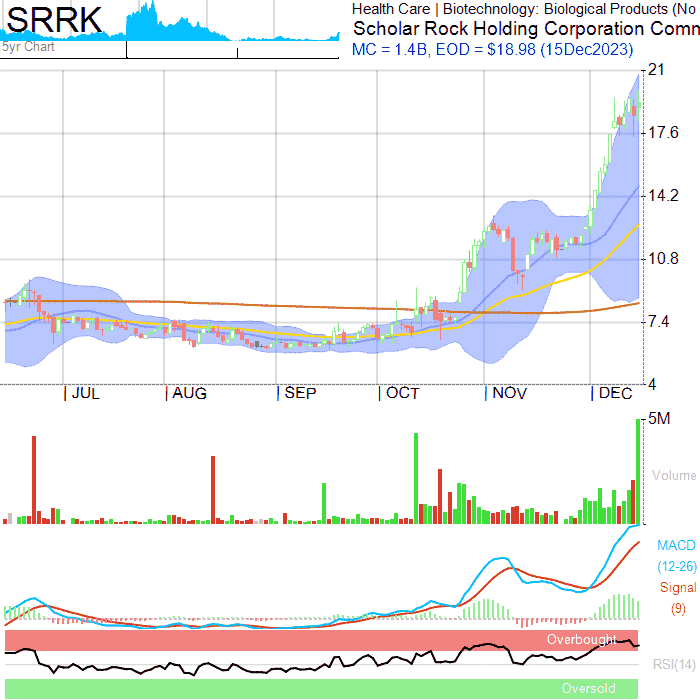 SRRK
Health Care | Biotechnology: Biological Products (No
Scholar Rock Holding Corporation Comm
5yr Chart
MC = 1.4B, EOD = $18.98 (15Dec2023)
21
17.6
14.2
10.8
7.4
4
JUL
AUG
SEP
OCT
NOV
DEC
5M
Volume
MACD
(12-26)
Signal
(9)
Overbought
RSI(14)
Oversold